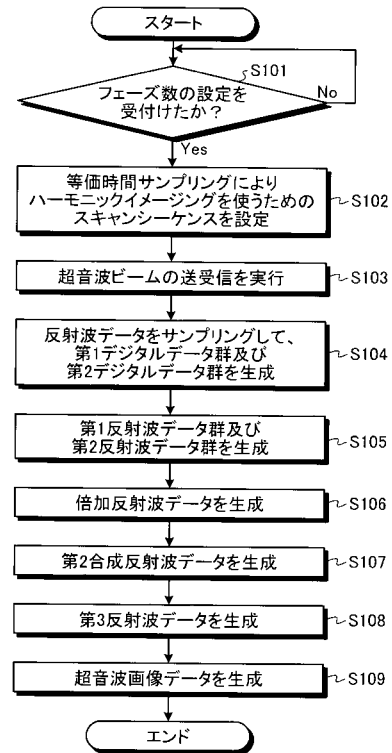 スタート
S101
フェーズ数の設定を
受付けたか?
No
Yes
等価時間サンプリングにより
ハーモニックイメージングを使うための
スキャンシーケンスを設定
S102
超音波ビームの送受信を実行
S103
反射波データをサンプリングして、
第1デジタルデータ群及び
第2デジタルデータ群を生成
S104
第1反射波データ群及び
第2反射波データ群を生成
S105
倍加反射波データを生成
S106
第2合成反射波データを生成
S107
第3反射波データを生成
S108
超音波画像データを生成
S109
エンド